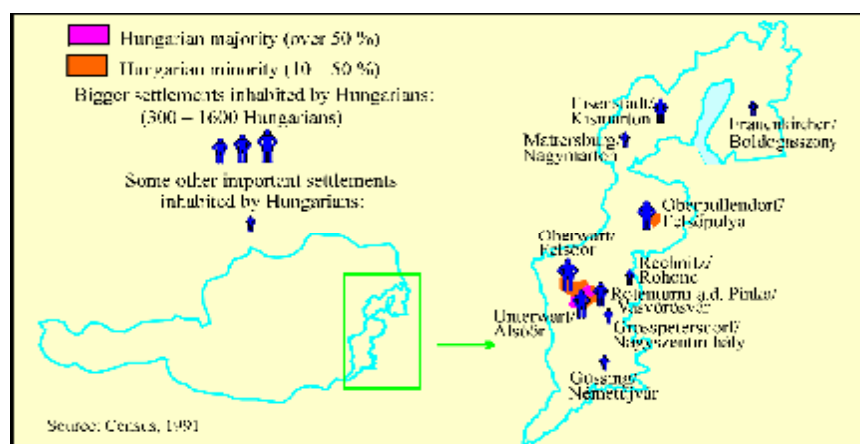 Hungarian majority (over 50 %)
Hungarian minority (10 – 50 %)
Bigger settlements inhabited by Hungarians:
(300 – 1600 Hungarians)
Some other important settlements
inhabited by Hungarians:
Eisenstadt/
Kismarton
Mattersburg/
Nagymarton
Frauenkirchen/
Boldogasszony
Oberpullendorf/
Felsőpulya
Oberwart/
Felsőőr
Rechnitz/
Rohonc
Rotenturm a.d. Pinka/
Vasvörösvár
Unterwart/
Alsóőr
Grosspetersdorf/
Nagyszentmihály
Güssing/
Németújvár
Source: Census, 1991